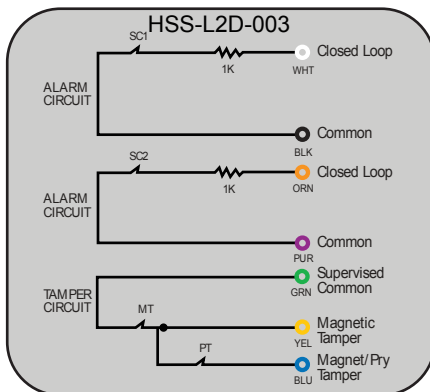 HSS-L2D-003
SC1
1K
WHT
Closed Loop
ALARM
CIRCUIT
BLK
Common
SC2
1K
ORN
Closed Loop
ALARM
CIRCUIT
PUR
Common
GRN
Supervised
Common
TAMPER
CIRCUIT
MT
YEL
Magnetic
Tamper
PT
BLU
Magnet/Pry
Tamper